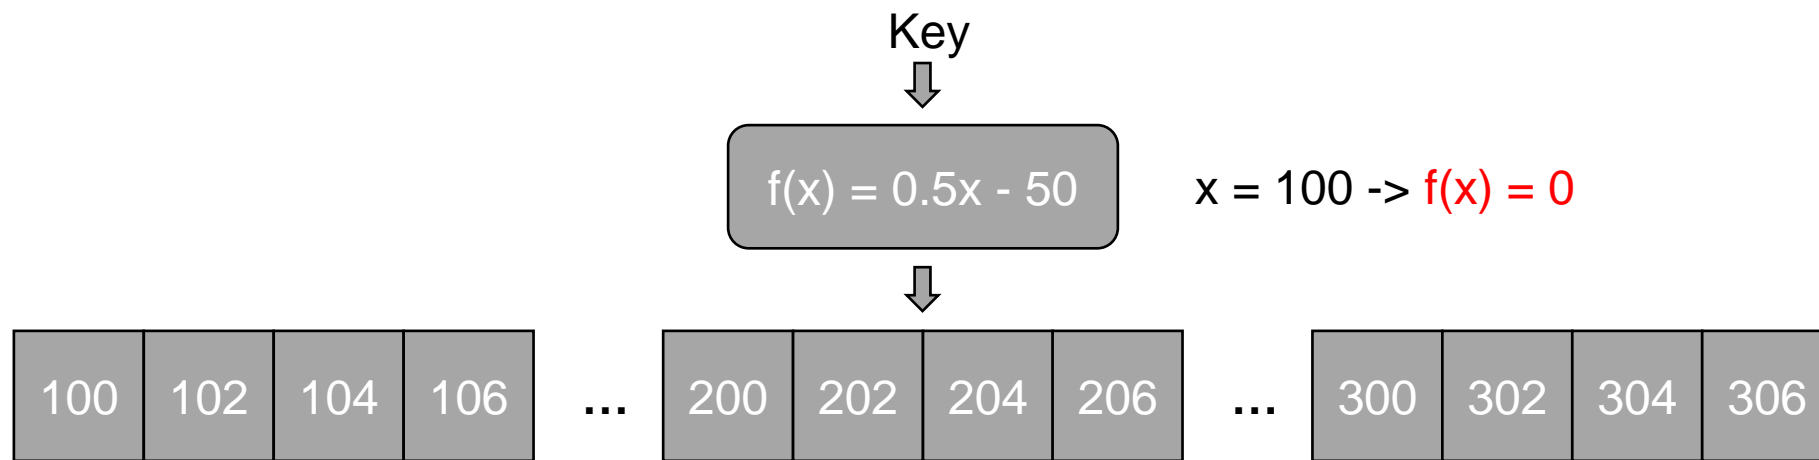 Key
f(x) = 0.5x - 50
x = 100 -> f(x) = 0
100 102 104 106 ... 200 202 204 206 ... 300 302 304 306